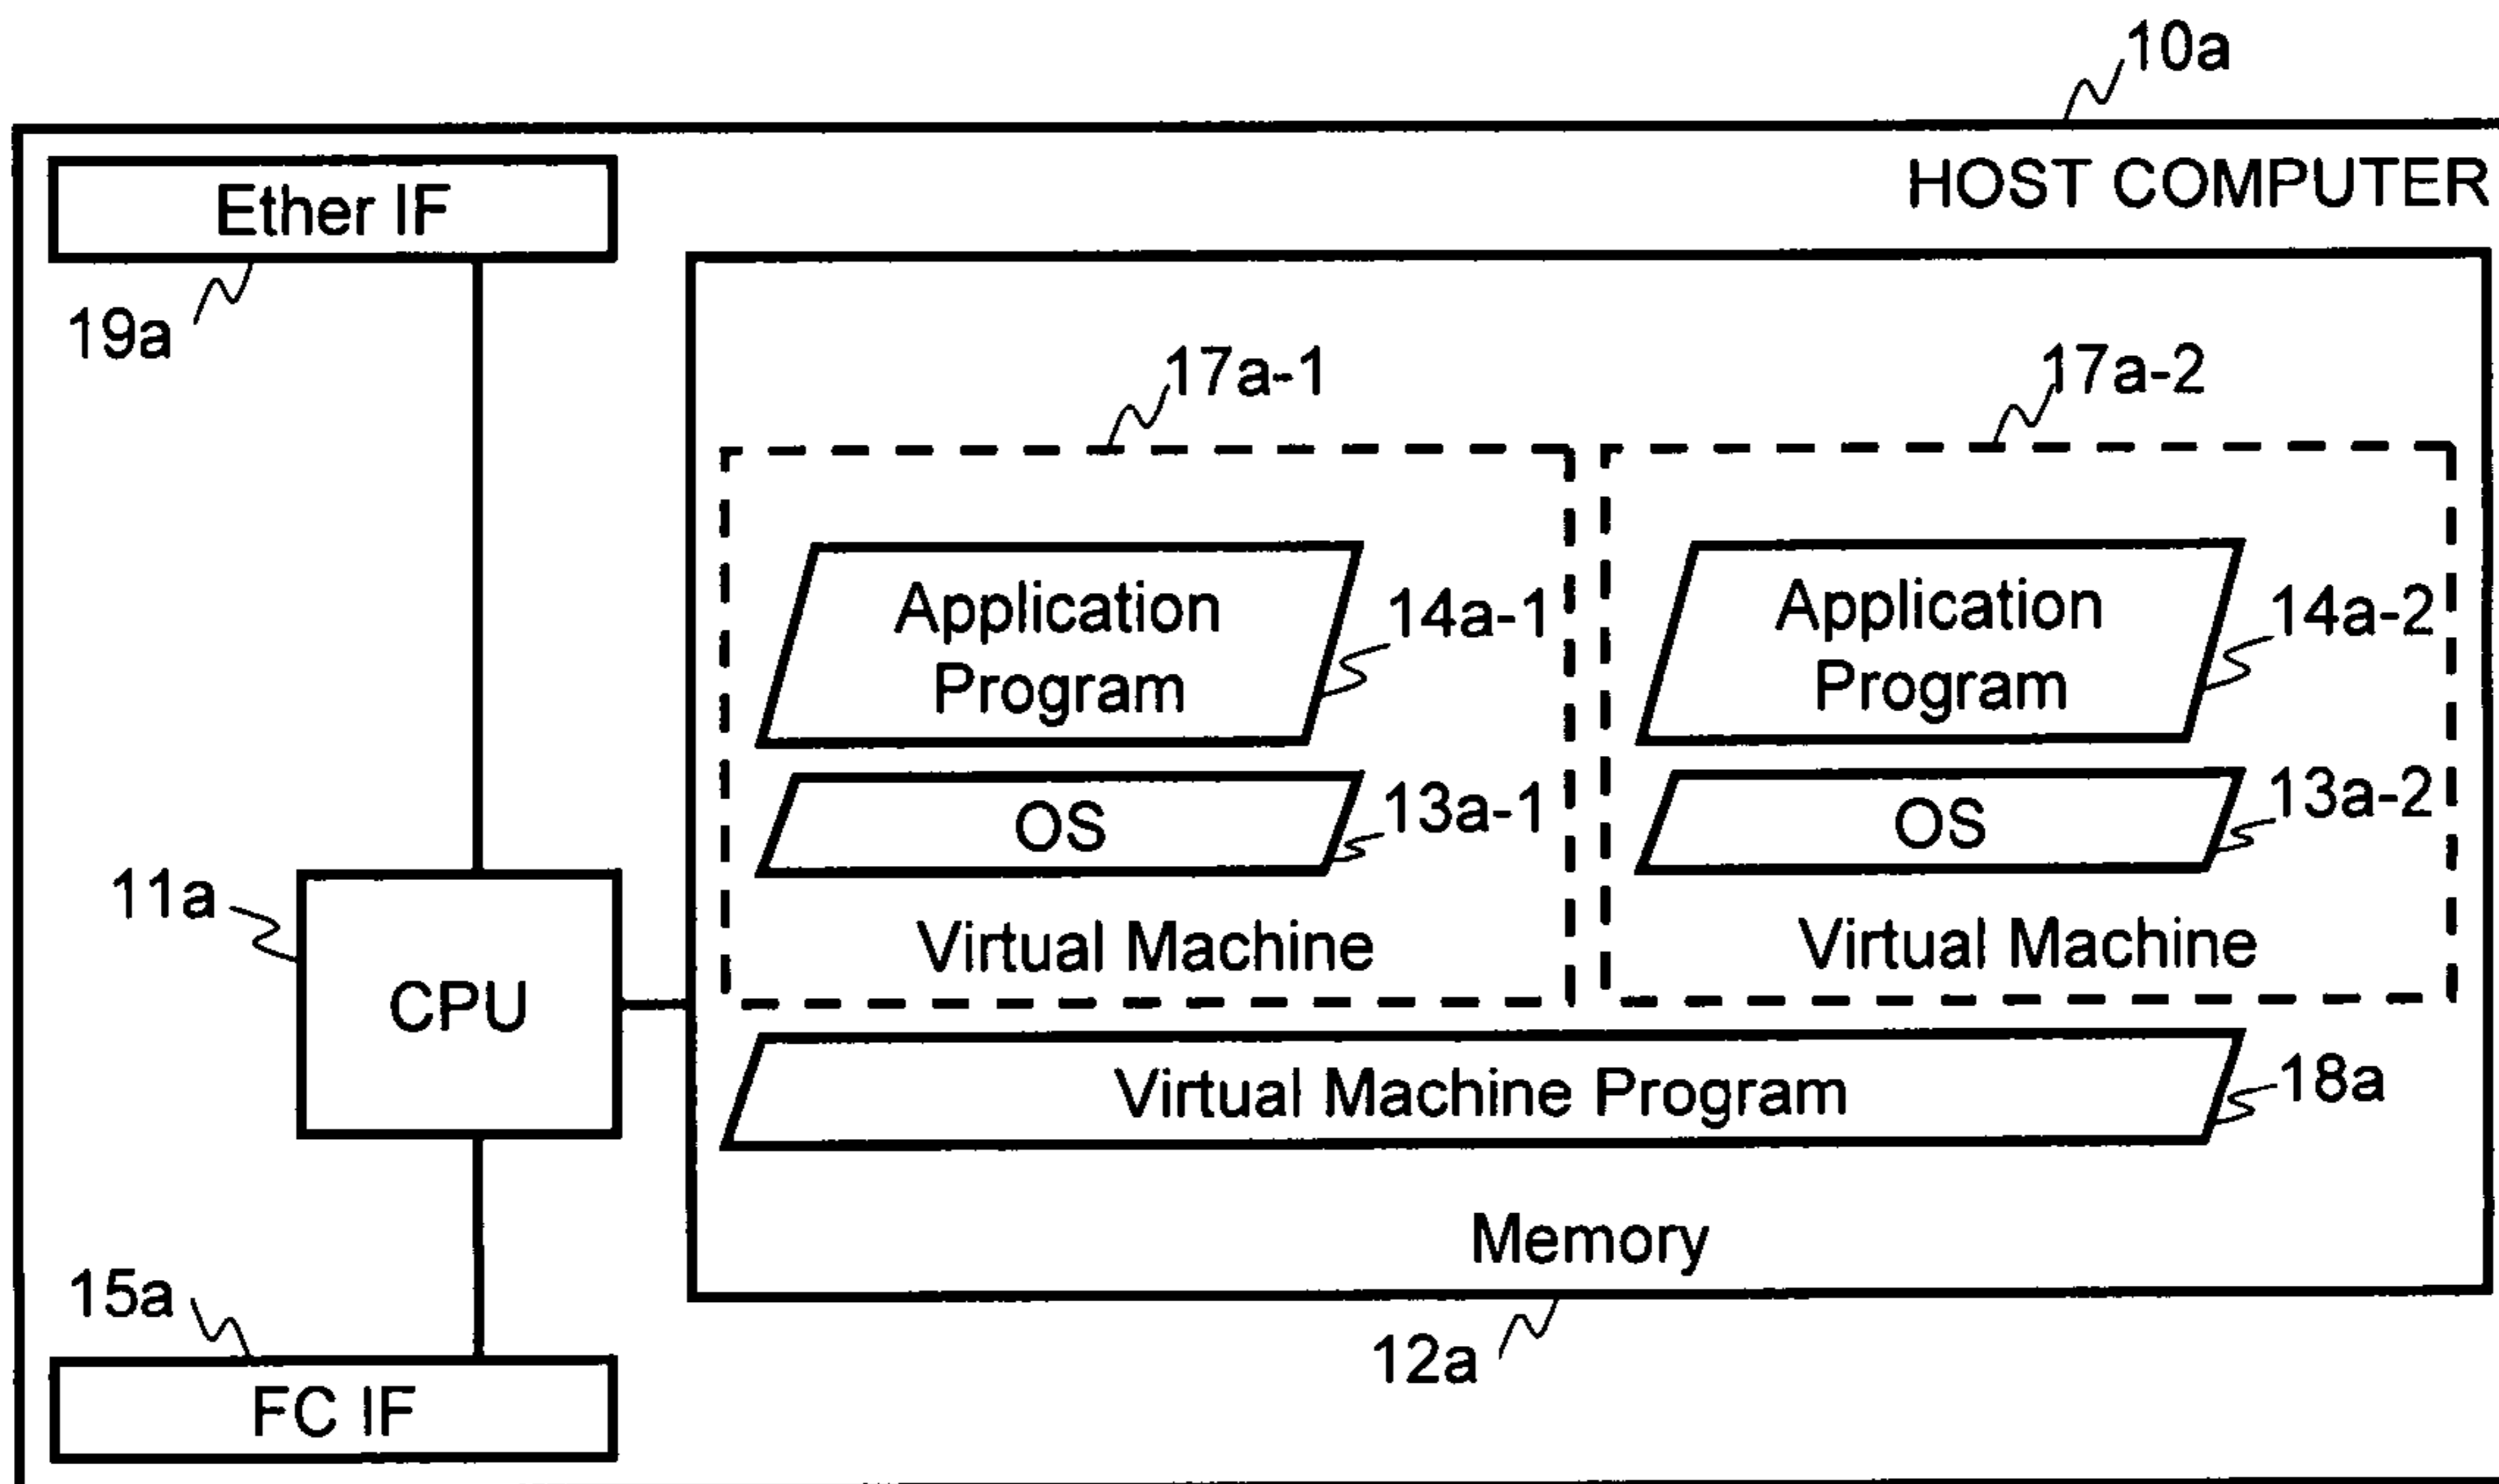 10a
HOST COMPUTER
Ether IF
19a
17a-1
17a-2
Application
Program
14a-1
Application
Program
14a-2
OS
13a-1
OS
13a-2
11a
CPU
Virtual Machine
Virtual Machine
Virtual Machine Program
18a
Memory
15a
12a
FC IF